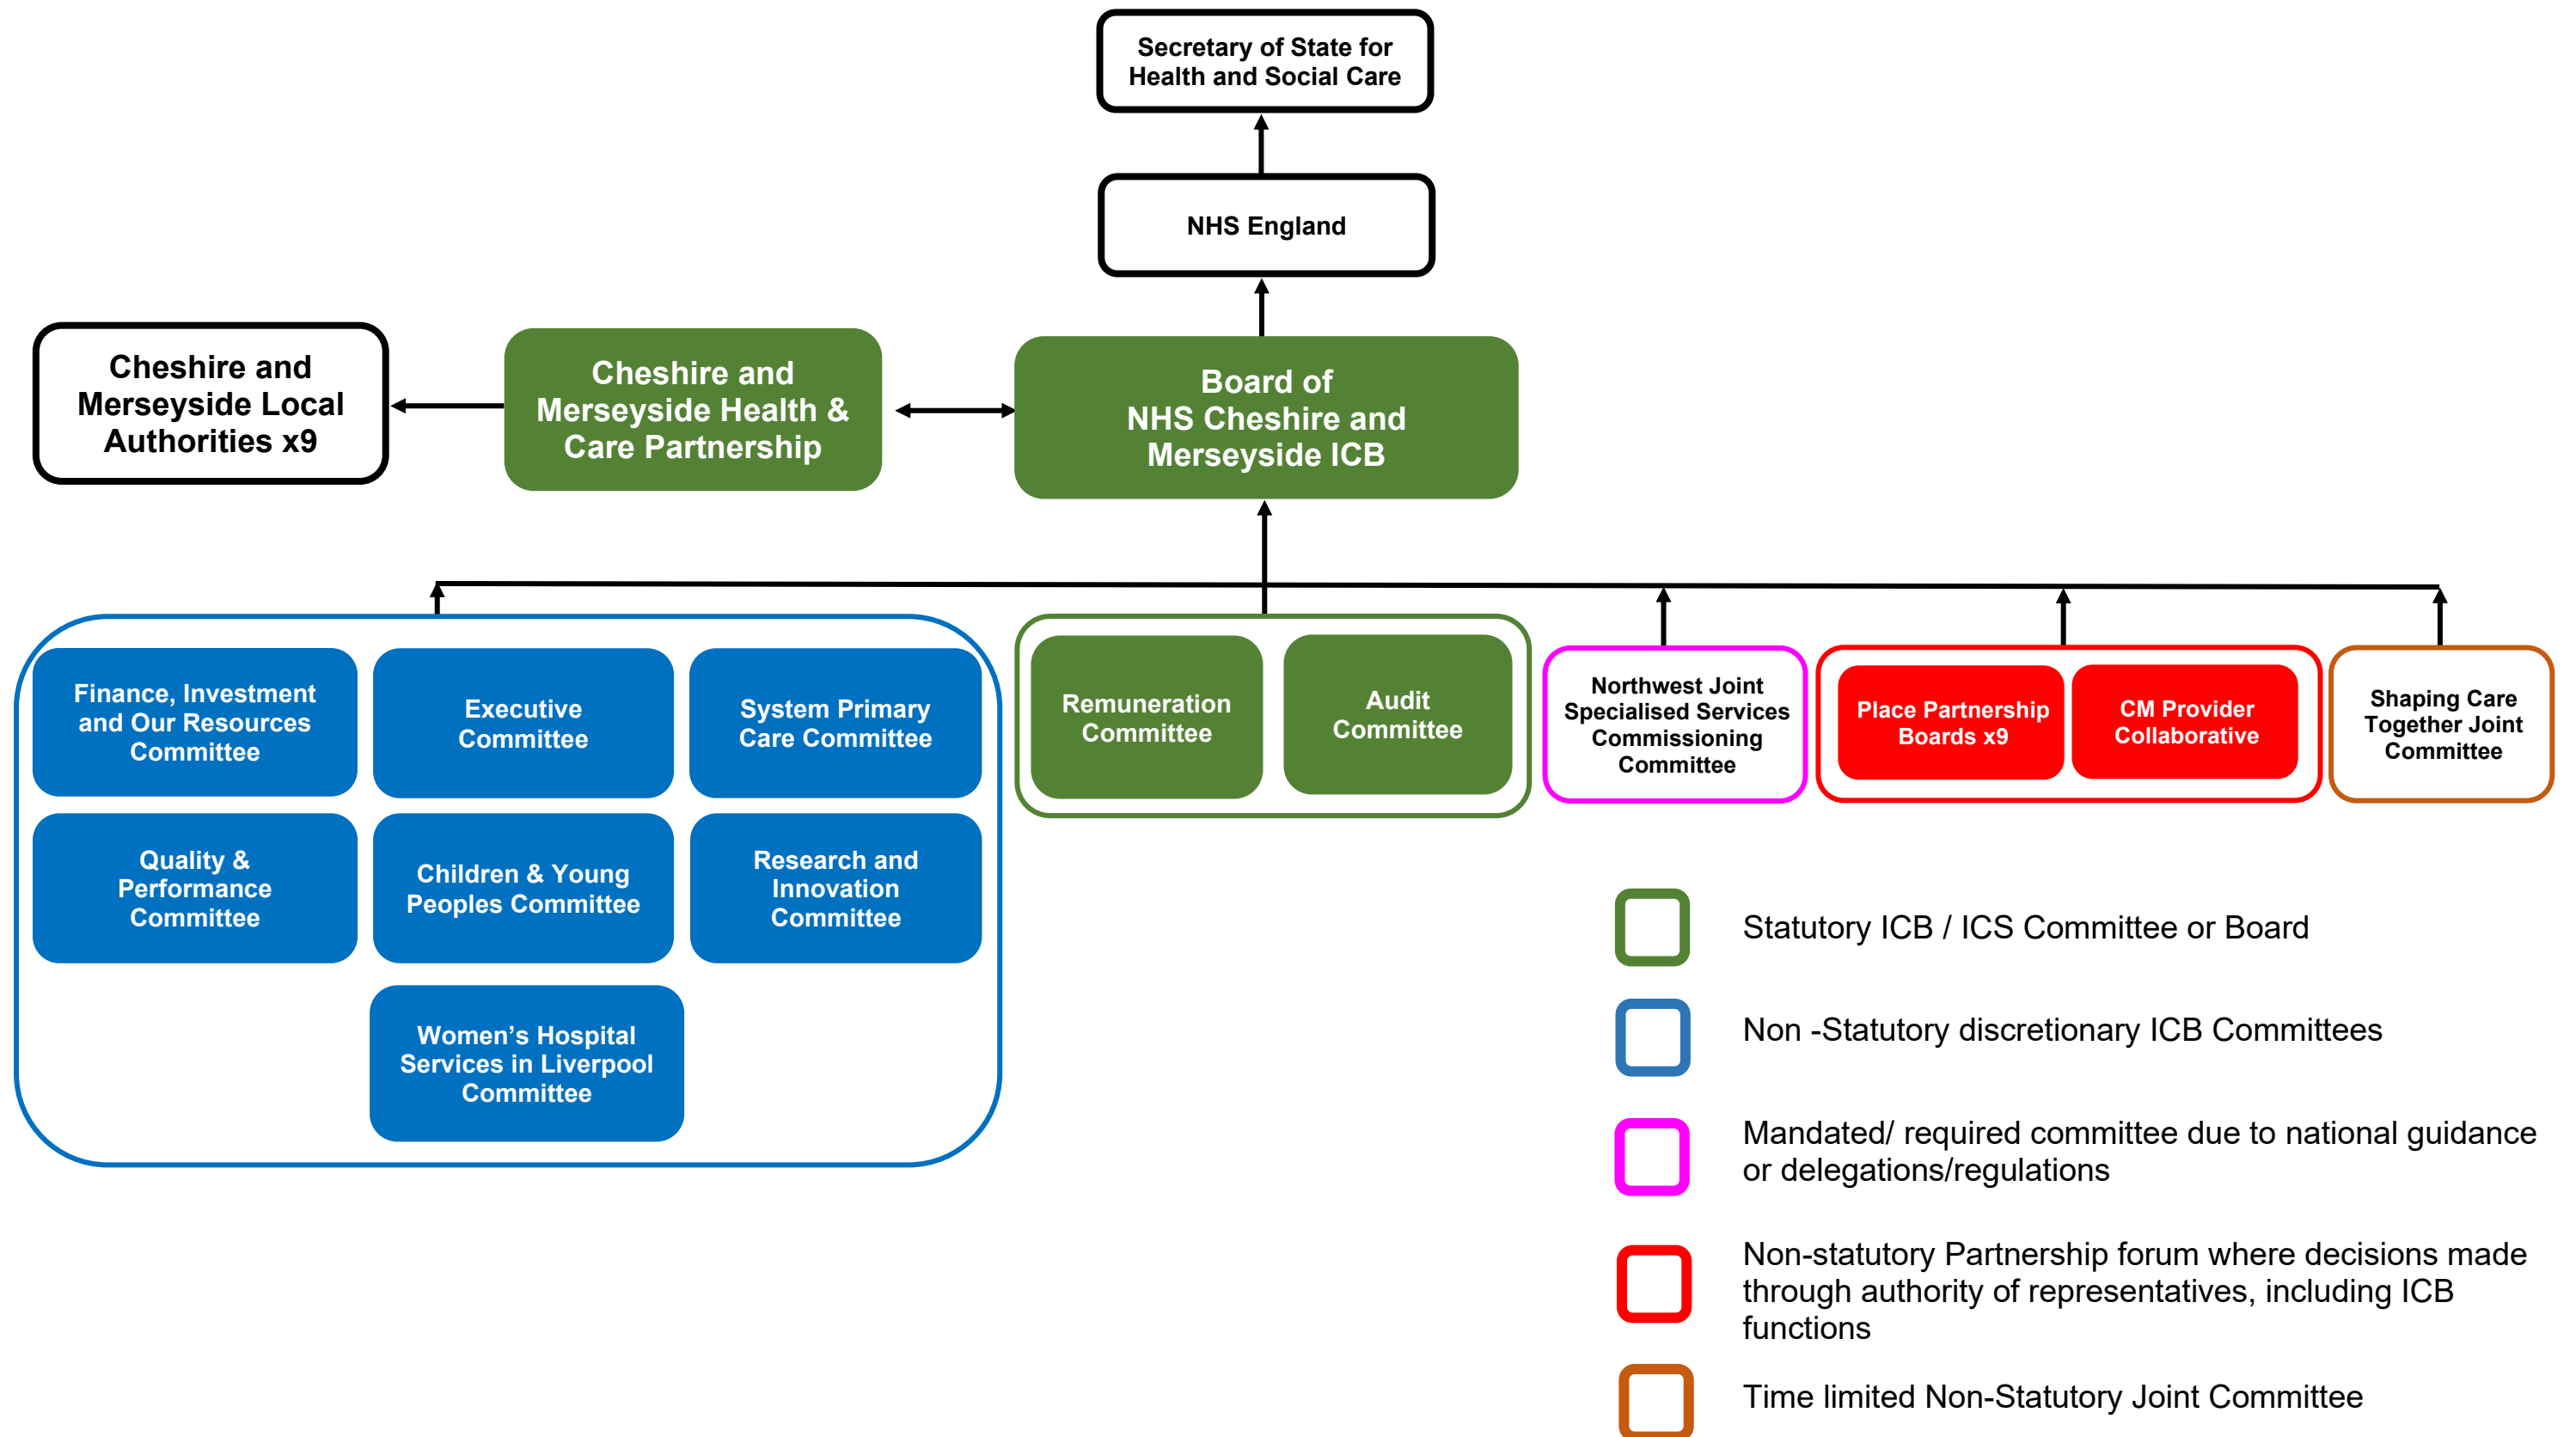 Secretary of State for
Health and Social Care
NHS England
Cheshire and
Merseyside Local
Authorities x9
Cheshire and
Merseyside Health &
Care Partnership
Board of
NHS Cheshire and
Merseyside ICB
Finance, Investment
and Our Resources
Committee
Executive
Committee
System Primary
Care Committee
Remuneration
Committee
Audit
Committee
Northwest Joint
Specialised Services
Commissioning
Committee
Place Partnership
Boards x9
CM Provider
Collaborative
Shaping Care
Together Joint
Committee
Quality &
Performance
Committee
Children & Young
Peoples Committee
Research and
Innovation
Committee
Women’s Hospital
Services in Liverpool
Committee
Statutory ICB / ICS Committee or Board
Non -Statutory discretionary ICB Committees
Mandated/ required committee due to national guidance
or delegations/regulations
Non-statutory Partnership forum where decisions made
through authority of representatives, including ICB
functions
Time limited Non-Statutory Joint Committee